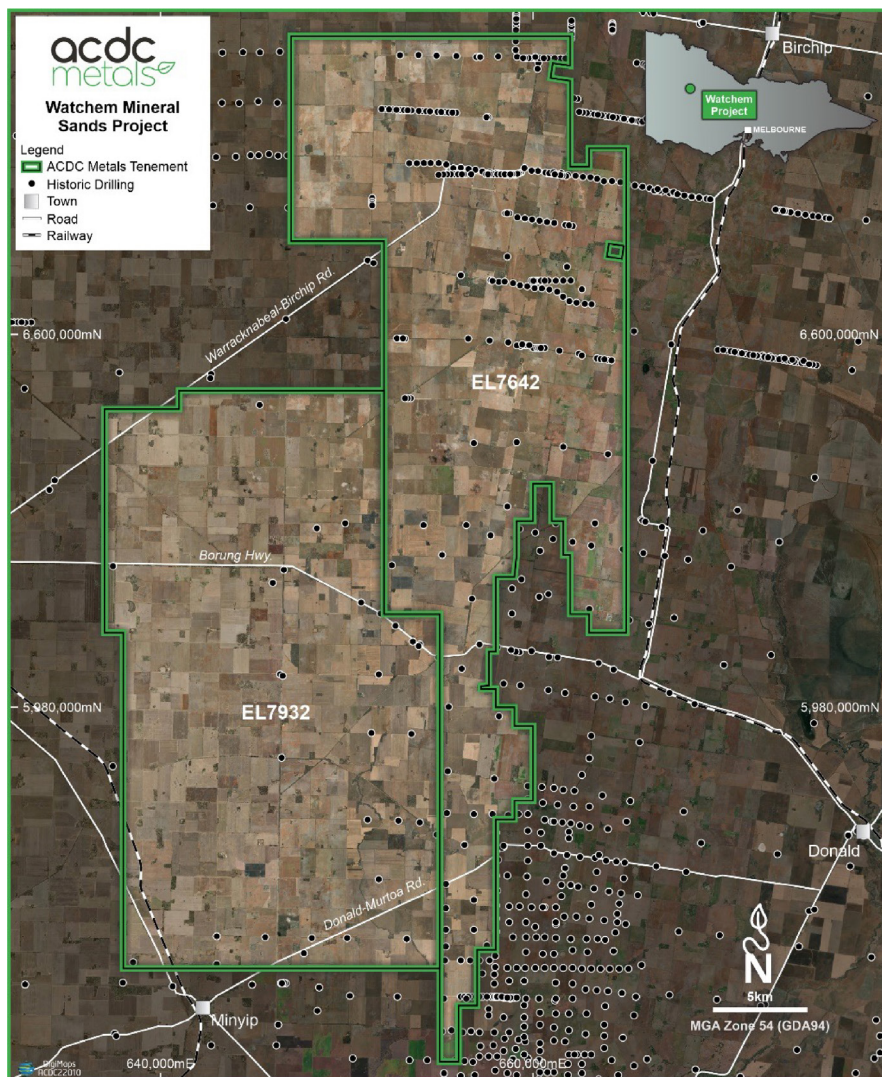 acdc
metals
Watchem Mineral
Sands Project
Legend
ACDC Metals Tenement
Historic Drilling
Town
Road
Railway
Birchip
Watchem
Project
MELBOURNE
Warracknabeal-Birchip Rd.
6,600,000mN
6,600,000mN
EL7642
Borung Hwy.
5,980,000mN
EL7932
5,980,000mN
Donald
Donald-Murtoa Rd.
N
5km
MGA Zone 54 (GDA94)
Minyip
DigiMaps
ACDC22010
640,000mE
660,000mE